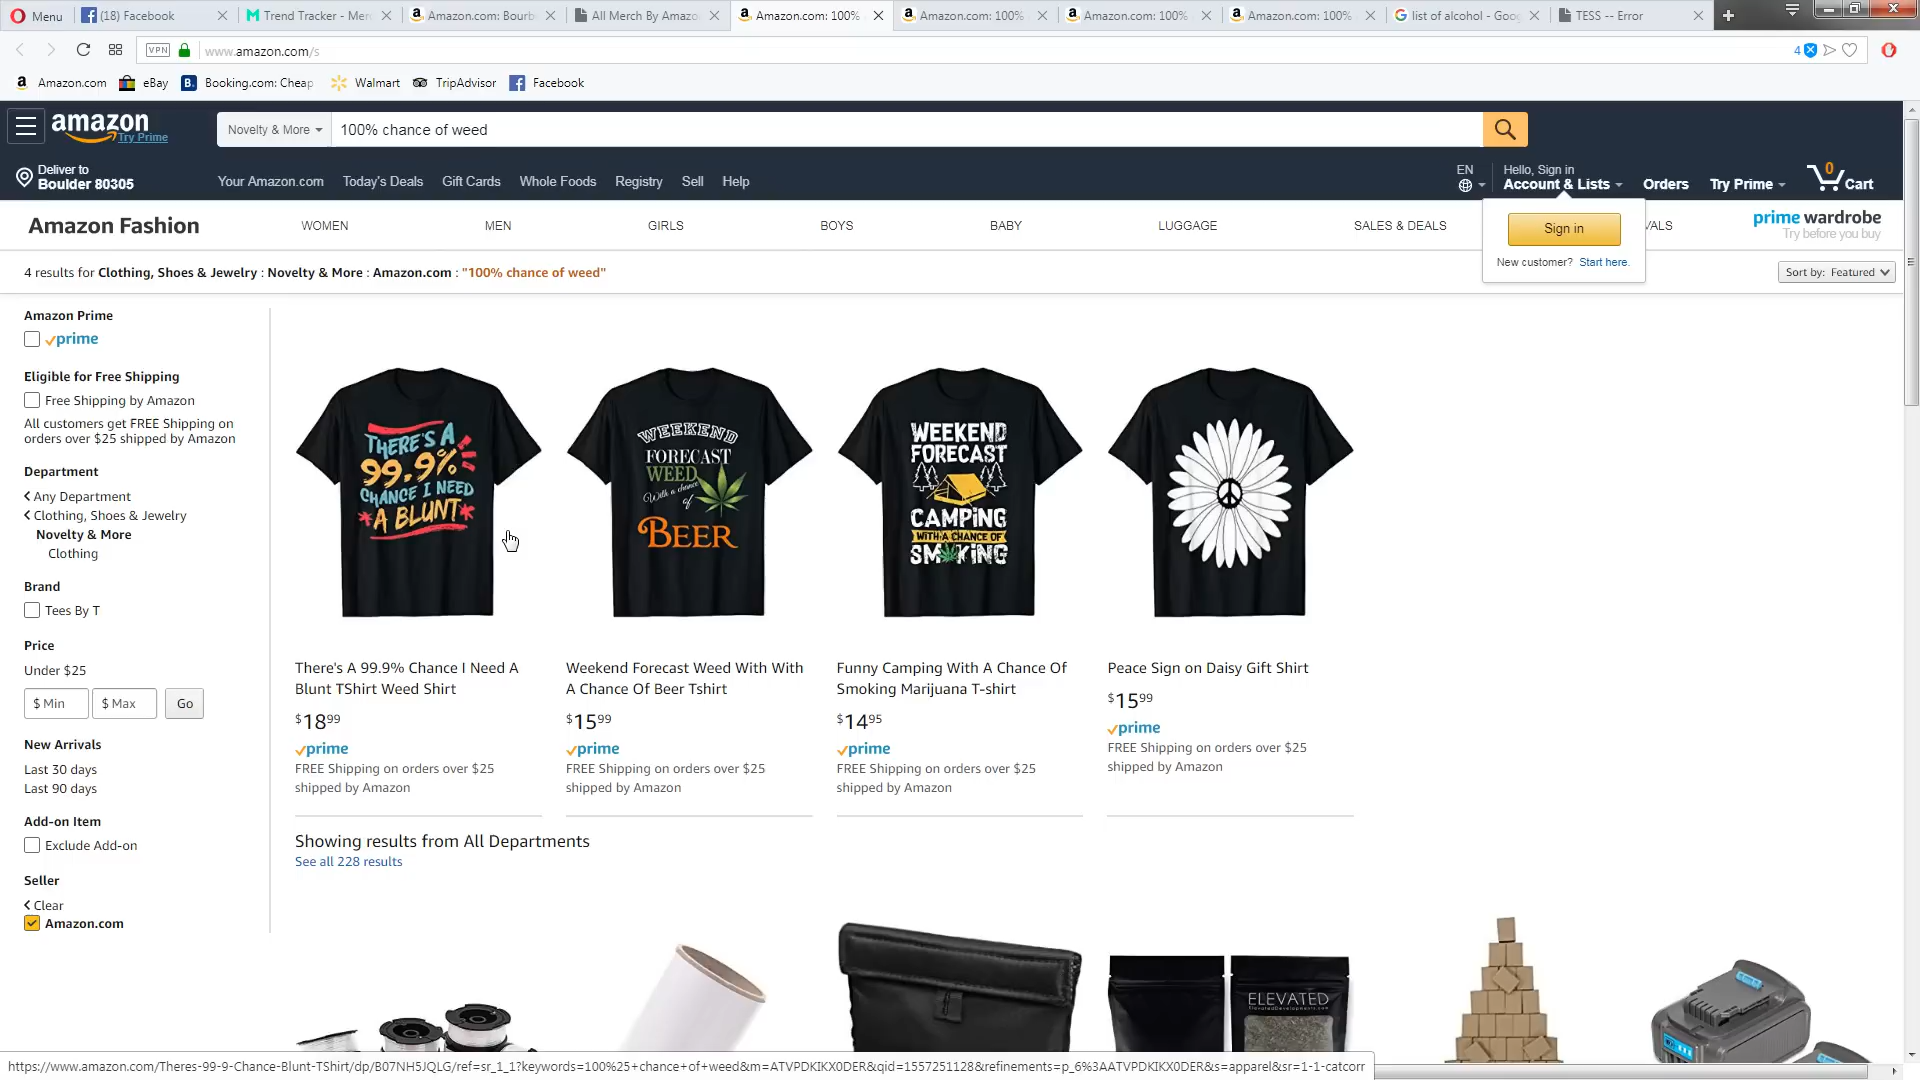 Menu
(18) Facebook
Trend Tracker - Merc
Amazon.com: Bourb
All Merch By Amazo
Amazon.com: 100%
Amazon.com: 100%
Amazon.com: 100%
Amazon.com: 100%
list of alcohol - Goog
TESS -- Error
VPN
www.amazon.com/s
4
Amazon.com
eBay
Booking.com: Cheap
Walmart
TripAdvisor
Facebook
amazon
Try Prime
Novelty & More
100% chance of weed
Deliver to
Boulder 80305
Your Amazon.com
Today's Deals
Gift Cards
Whole Foods
Registry
Sell
Help
EN
Hello, Sign in
Account & Lists
Orders
Try Prime
0
Cart
Amazon Fashion
WOMEN
MEN
GIRLS
BOYS
BABY
LUGGAGE
SALES & DEALS
VALS
prime wardrobe
Try before you buy
Sign in
New customer? Start here.
4 results for Clothing, Shoes & Jewelry : Novelty & More : Amazon.com : "100% chance of weed"
Sort by: Featured
Amazon Prime
prime
Eligible for Free Shipping
Free Shipping by Amazon
All customers get FREE Shipping on
orders over $25 shipped by Amazon
Department
Any Department
Clothing, Shoes & Jewelry
Novelty & More
Clothing
Brand
Tees By T
Price
Under $25
$ Min
$ Max
Go
New Arrivals
Last 30 days
Last 90 days
Add-on Item
Exclude Add-on
Seller
Clear
Amazon.com
THERE'S A
99.9%
CHANCE I NEED
A BLUNT
WEEKEND
FORECAST
WEED
With a chance
of
BEER
WEEKEND
FORECAST
CAMPING
WITH A CHANCE OF
SMOKING
There's A 99.9% Chance I Need A
Blunt TShirt Weed Shirt
$1899
prime
FREE Shipping on orders over $25
shipped by Amazon
Weekend Forecast Weed With With
A Chance Of Beer Tshirt
$1599
prime
FREE Shipping on orders over $25
shipped by Amazon
Funny Camping With A Chance Of
Smoking Marijuana T-shirt
$1495
prime
FREE Shipping on orders over $25
shipped by Amazon
Peace Sign on Daisy Gift Shirt
$1599
prime
FREE Shipping on orders over $25
shipped by Amazon
Showing results from All Departments
See all 228 results
ELEVATED
https://www.amazon.com/Theres-99-9-Chance-Blunt-TShirt/dp/B07NH5JQLG/ref=sr_1_1?keywords=100%25+chance+of+weed&m=ATVPDKIKX0DER&qid=1557251128&refinements=p_6%3AATVPDKIKX0DER&s=apparel&sr=1-1-catcorr